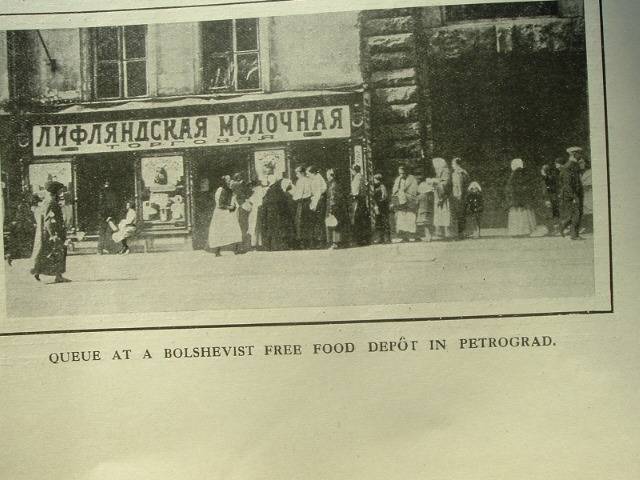 ЛИФЛЯНДСКАЯ МОЛОЧНАЯ
ТОРГОВЛЯ
QUEUE AT A BOLSHEVIST FREE FOOD DEPÔT IN PETROGRAD.